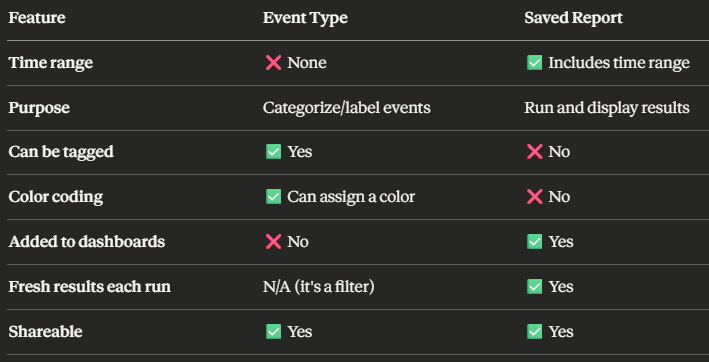 Feature Event Type Saved Report
Time range ❌ None ✅ Includes time range
Purpose Categorize/label events Run and display results
Can be tagged ✅ Yes ❌ No
Color coding ✅ Can assign a color ❌ No
Added to dashboards ❌ No ✅ Yes
Fresh results each run N/A (it's a filter) ✅ Yes
Shareable ✅ Yes ✅ Yes